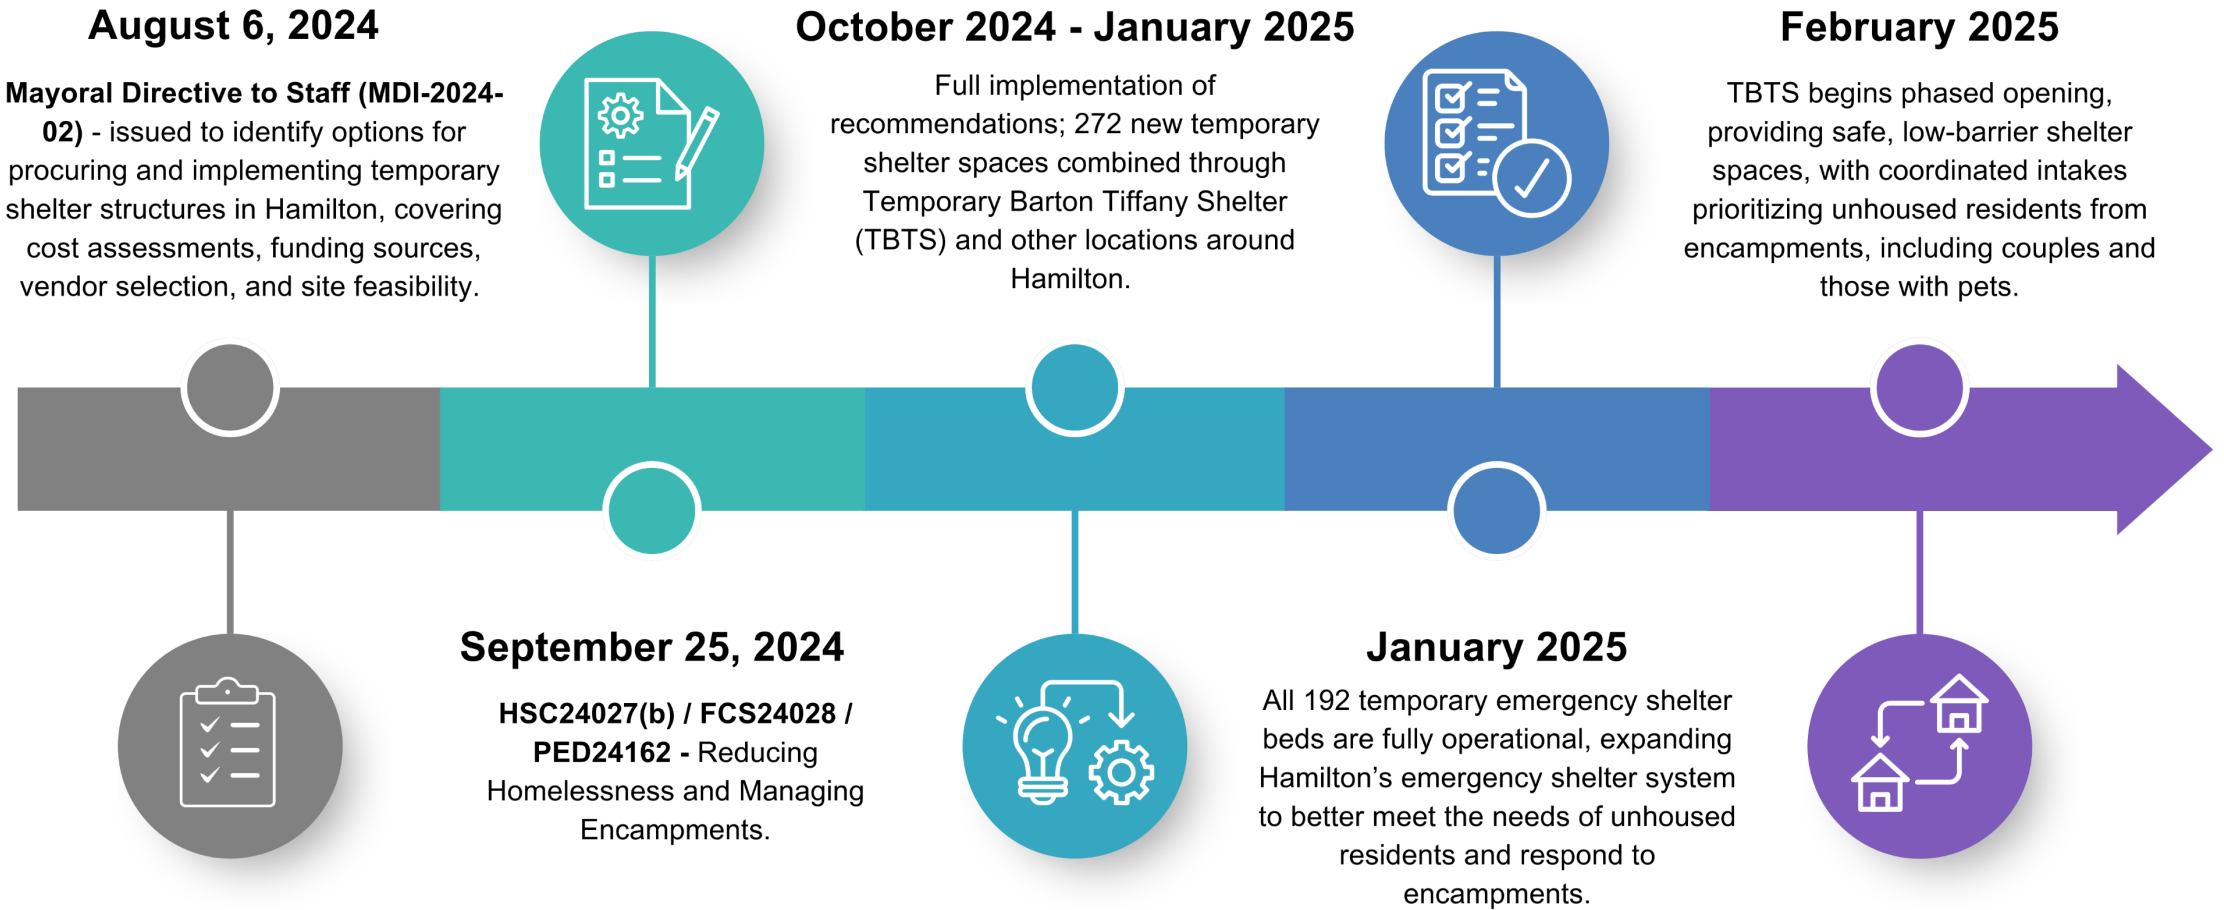 August 6, 2024
Mayoral Directive to Staff (MDI-2024-
02) - issued to identify options for
procuring and implementing temporary
shelter structures in Hamilton, covering
cost assessments, funding sources,
vendor selection, and site feasibility.
September 25, 2024
HSC24027(b) / FCS24028 /
PED24162 - Reducing
Homelessness and Managing
Encampments.
October 2024 - January 2025
Full implementation of
recommendations; 272 new temporary
shelter spaces combined through
Temporary Barton Tiffany Shelter
(TBTS) and other locations around
Hamilton.
January 2025
All 192 temporary emergency shelter
beds are fully operational, expanding
Hamilton’s emergency shelter system
to better meet the needs of unhoused
residents and respond to
encampments.
February 2025
TBTS begins phased opening,
providing safe, low-barrier shelter
spaces, with coordinated intakes
prioritizing unhoused residents from
encampments, including couples and
those with pets.